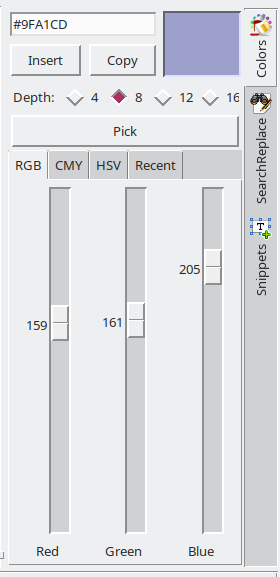 #9FA1CD
Insert Copy
Depth: 4 8 12 16
Pick
RGB CMY HSV Recent
159 161 205
Red Green Blue
Colors
SearchReplace
T
Snippets